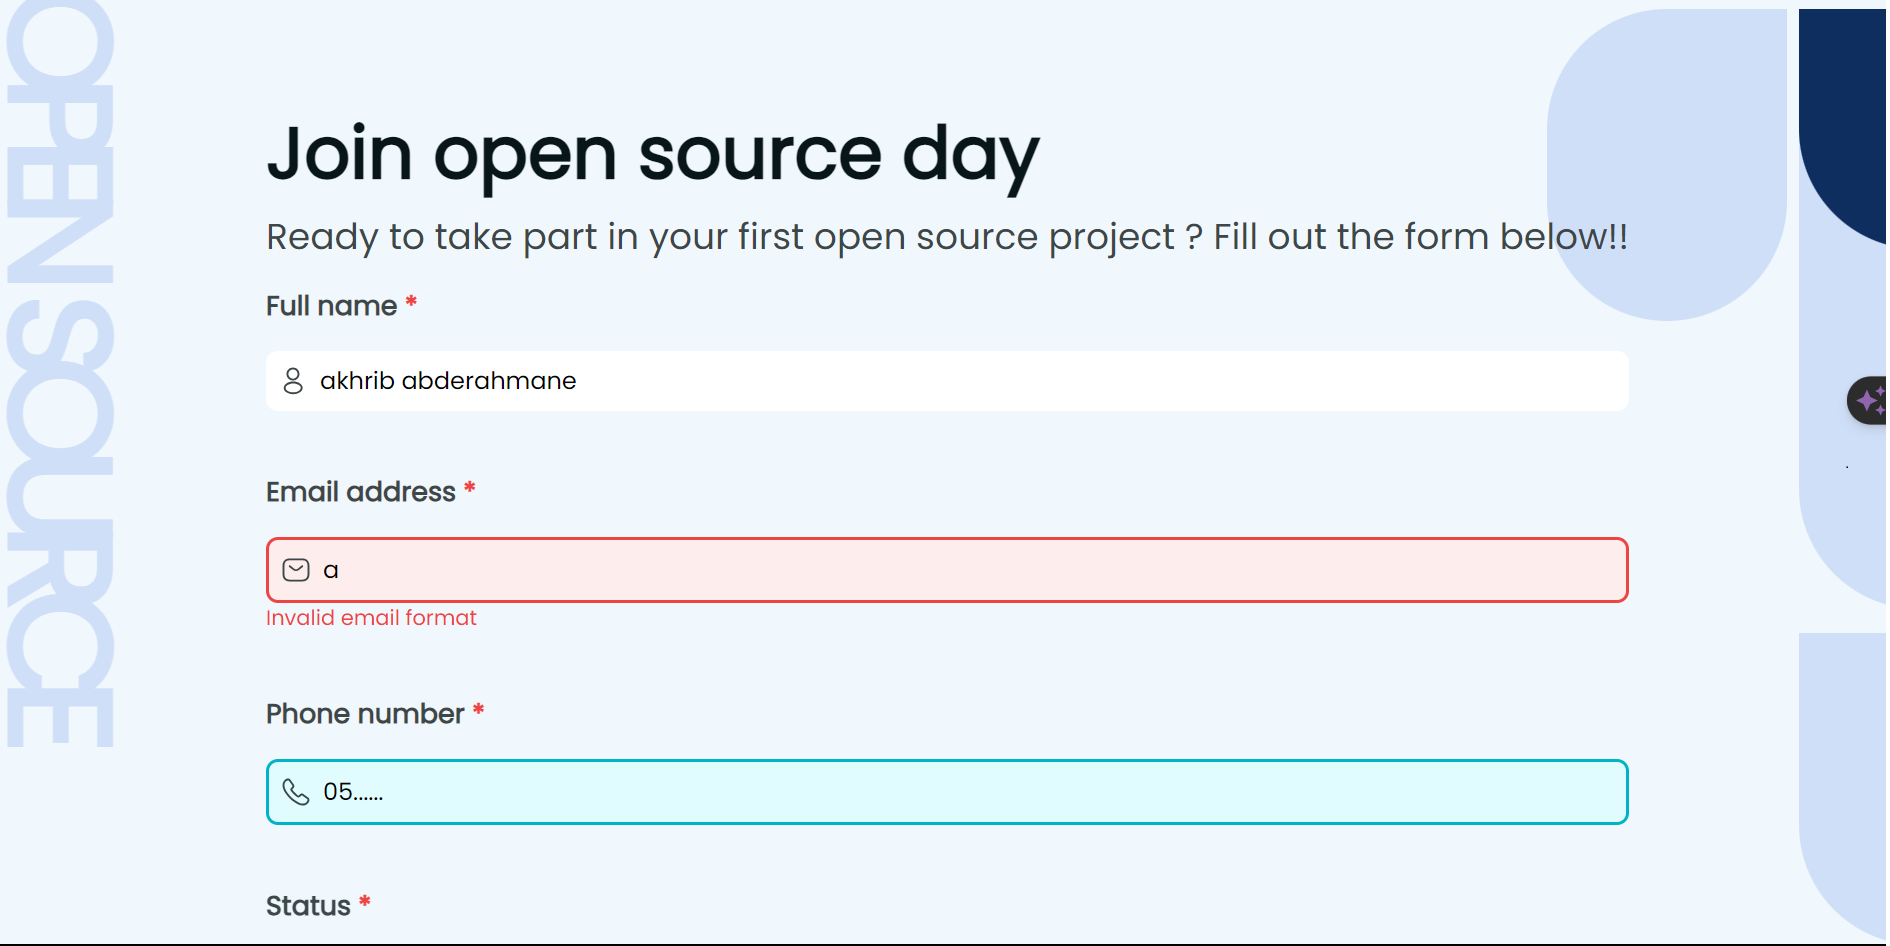 OPEN SOURCE
Join open source day
Ready to take part in your first open source project ? Fill out the form below!!
Full name *
akhrib abderahmane
Email address *
a
Invalid email format
Phone number *
05......
Status *